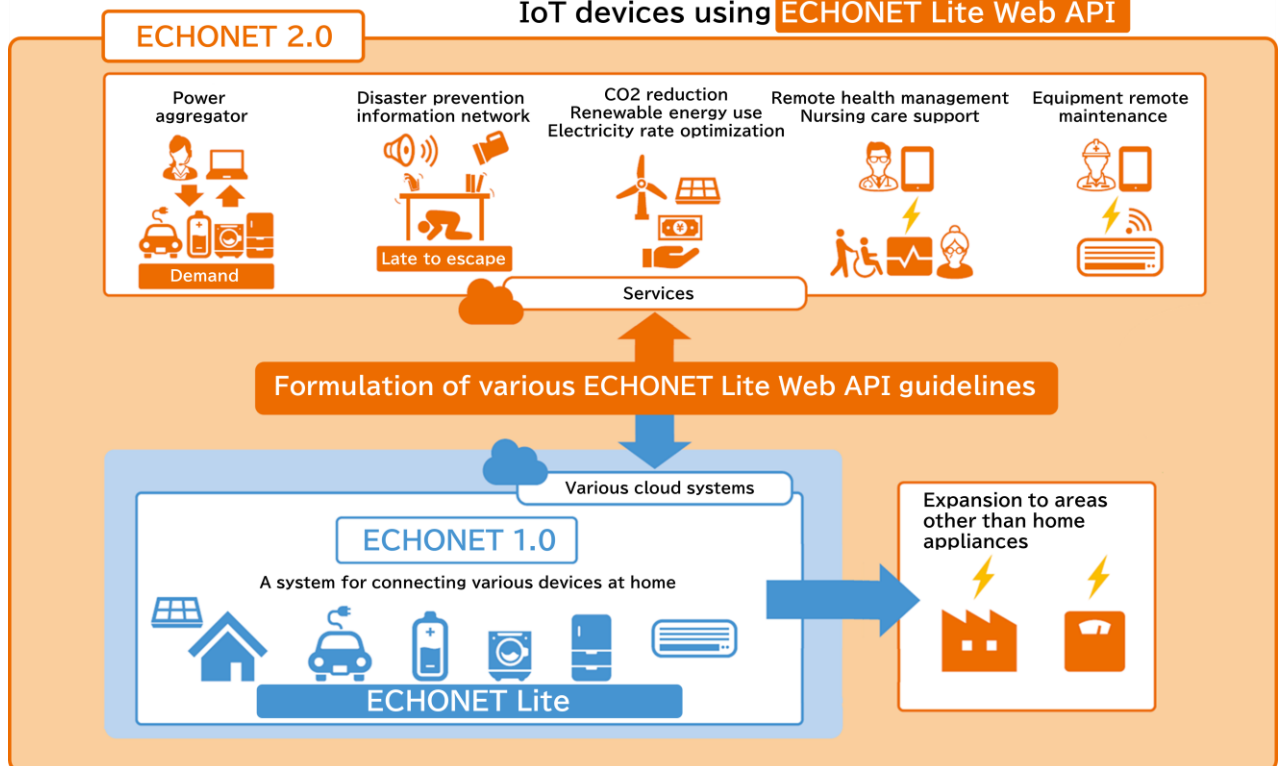 IoT devices using ECHONET Lite Web API
ECHONET 2.0
Power
aggregator
Demand
Disaster prevention
information network
Late to escape
CO2 reduction
Renewable energy use
Electricity rate optimization
¥
Remote health management
Nursing care support
Equipment remote
maintenance
Services
Formulation of various ECHONET Lite Web API guidelines
Various cloud systems
ECHONET 1.0
A system for connecting various devices at home
ECHONET Lite
Expansion to areas
other than home
appliances